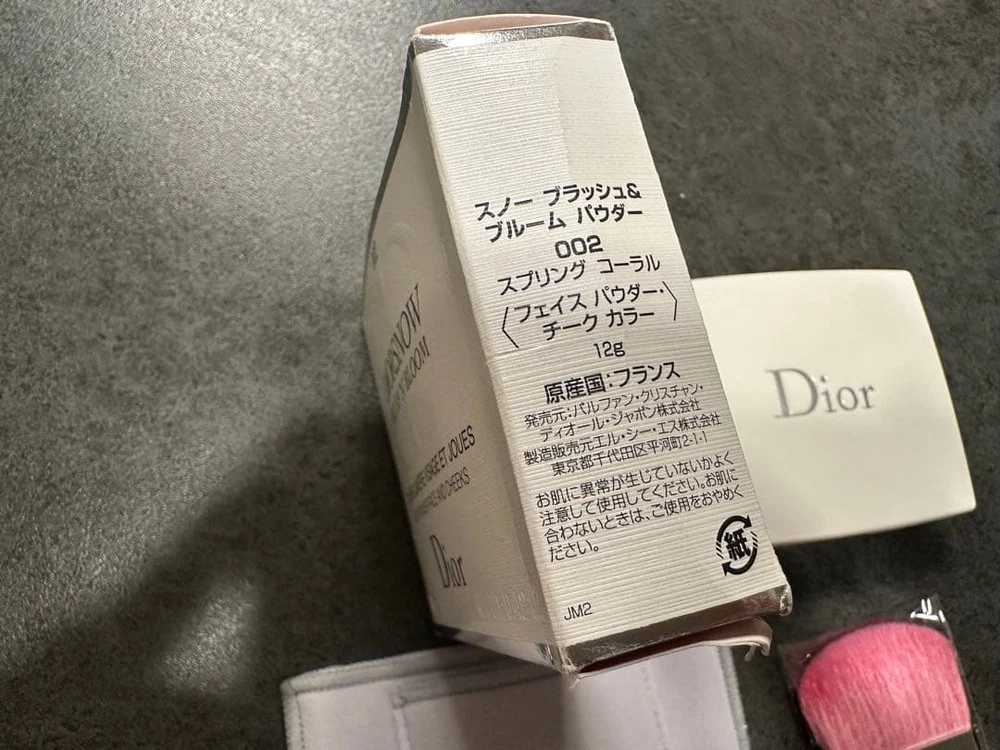 スノー ブラッシュ&
ブルーム パウダー
002
スプリング コーラル
〈フェイス パウダー・
チーク カラー〉
12g
原産国:フランス
発売元:パルファン・クリスチャン・
ディオール・ジャポン株式会社
製造販売元エル・シー・エス株式会社
東京都千代田区平河町2-1-1
お肌に異常が生じていないかよく
注意して使用してください。お肌に
合わないときは、ご使用をおやめく
ださい。
紙
JM2
BLOOM
VISAGE ET JOUES
AND CHEEKS
Dior
Dior